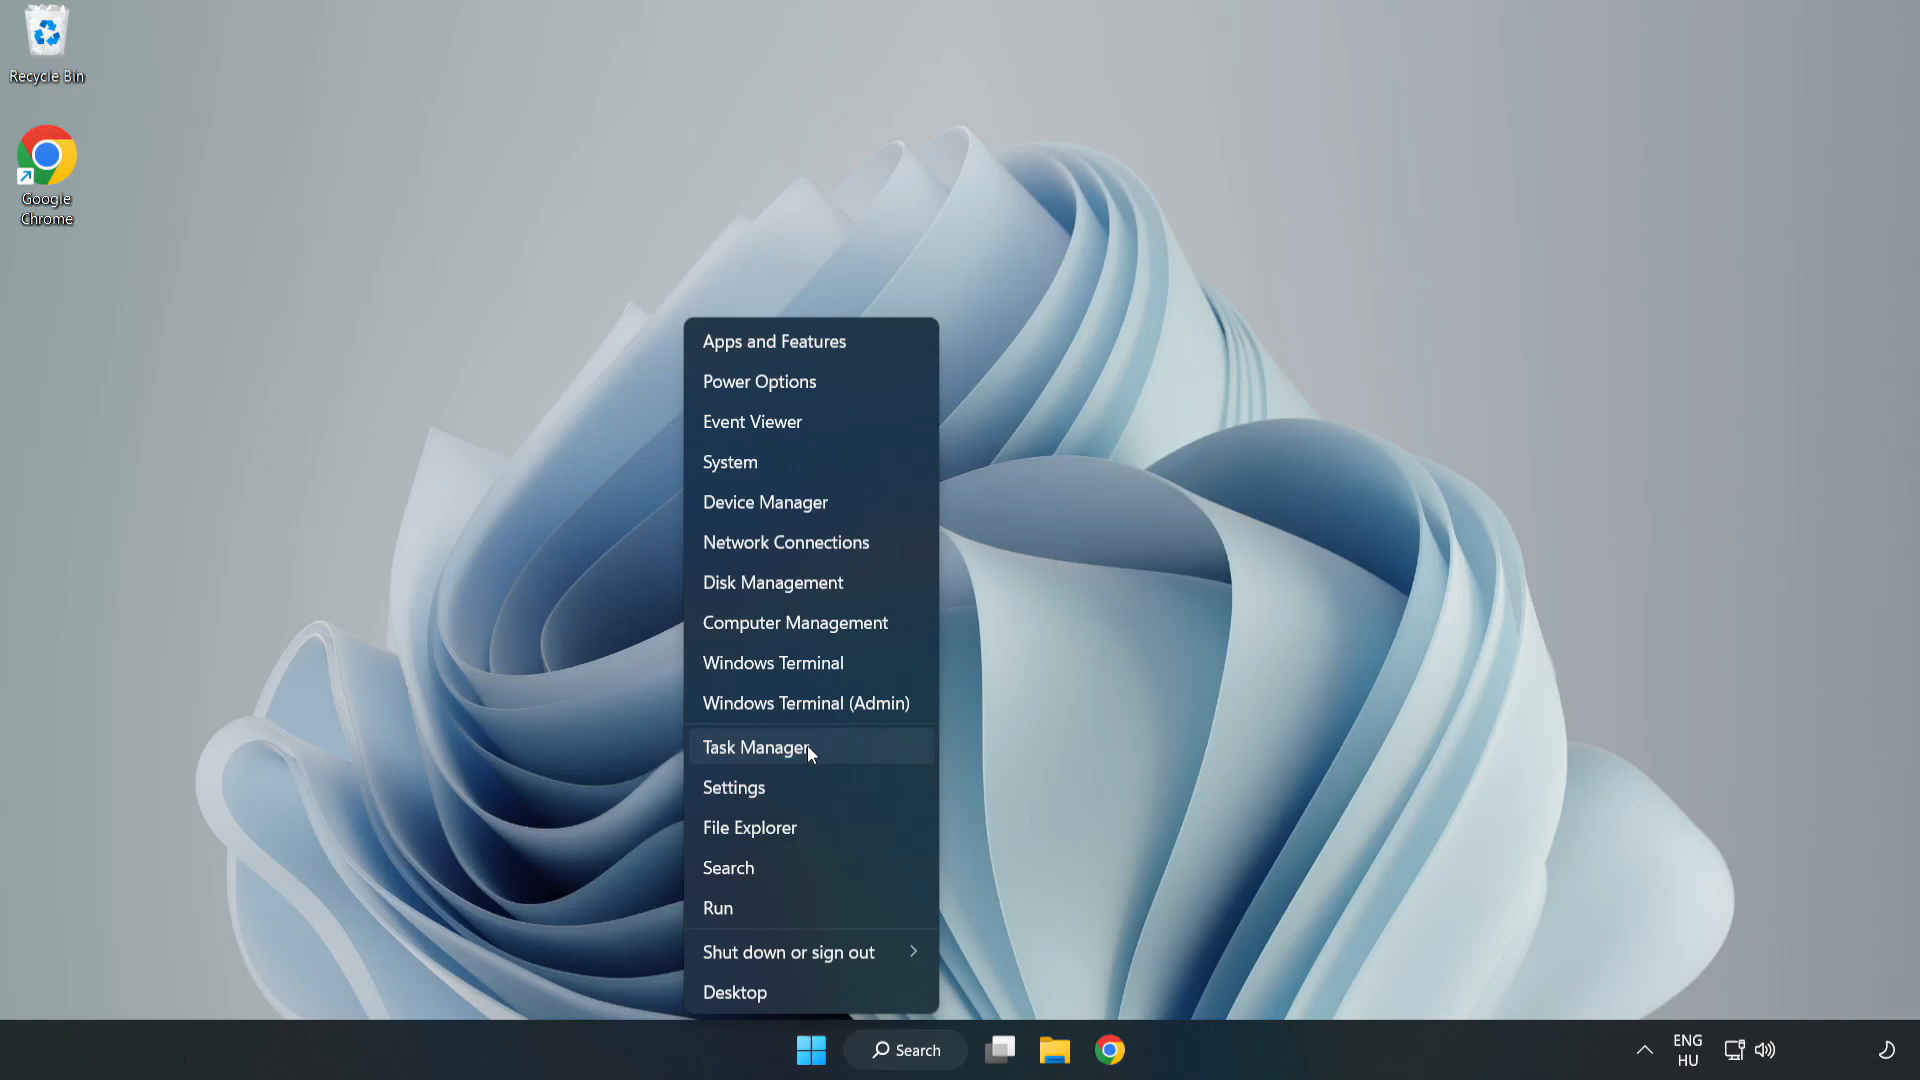 Recycle Bin
Google
Chrome
Apps and Features
Power Options
Event Viewer
System
Device Manager
Network Connections
Disk Management
Computer Management
Windows Terminal
Windows Terminal (Admin)
Task Manager
Settings
File Explorer
Search
Run
Shut down or sign out
Desktop
Search
ENG
HU